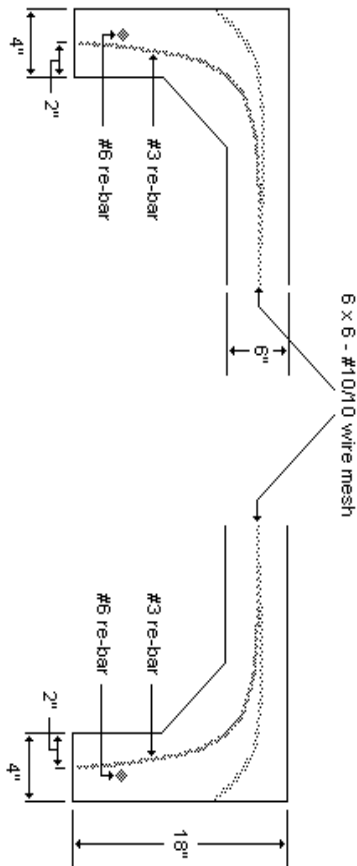 6 x 6 - #10/10 wire mesh
6"
18"
#3 re-bar
#3 re-bar
#6 re-bar
#6 re-bar
2"
2"
4"
4"